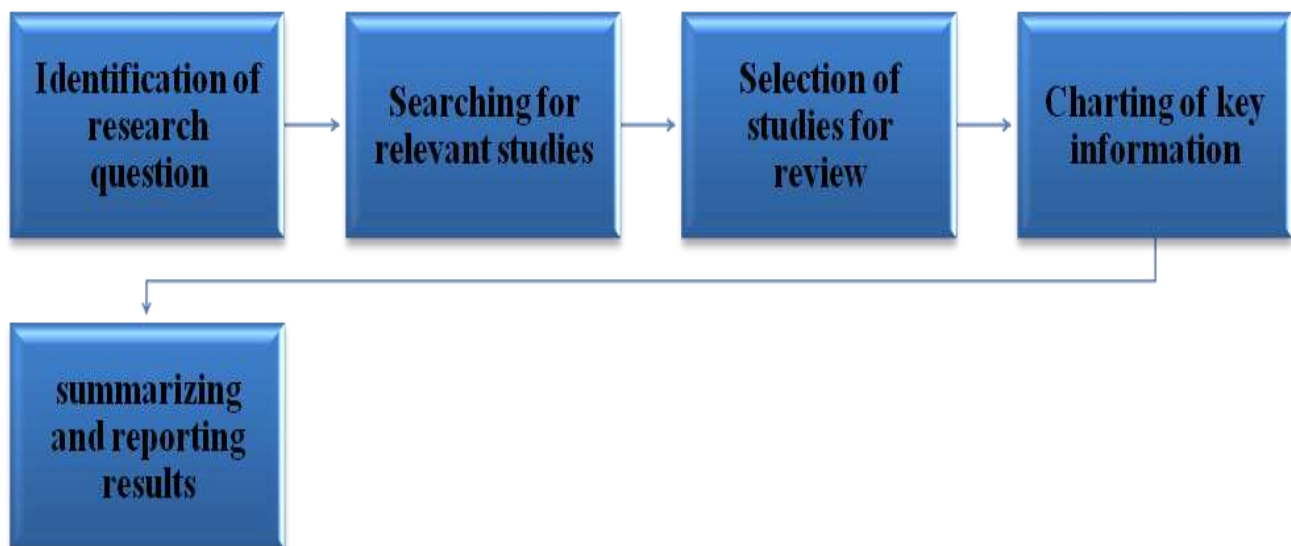 Identification of
research
question
Searching for
relevant studies
Selection of
studies for
review
Charting of key
information
summarizing
and reporting
results